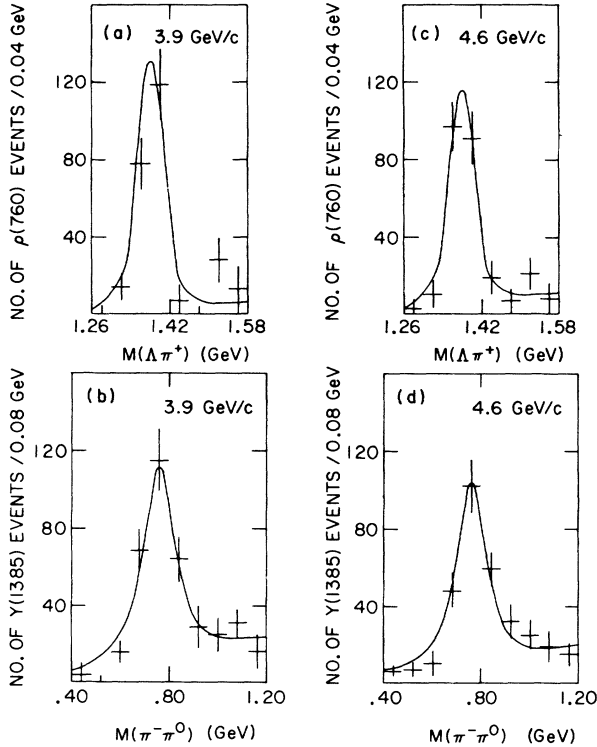 (a) 3.9 GeV/c
NO. OF ρ(760) EVENTS / 0.04 GeV
120
80
40
1.26 1.42 1.58
M(Λπ⁺) (GeV)
(c) 4.6 GeV/c
NO. OF ρ(760) EVENTS / 0.04 GeV
120
80
40
1.26 1.42 1.58
M(Λπ⁺) (GeV)
(b) 3.9 GeV/c
NO. OF Y(1385) EVENTS / 0.08 GeV
120
80
40
.40 .80 1.20
M(π⁻π⁰) (GeV)
(d) 4.6 GeV/c
NO. OF Y(1385) EVENTS / 0.08 GeV
120
80
40
.40 .80 1.20
M(π⁻π⁰) (GeV)